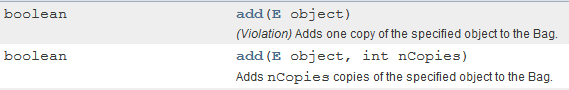 boolean add(E object)
(Violation) Adds one copy of the specified object to the Bag.
boolean add(E object, int nCopies)
Adds nCopies copies of the specified object to the Bag.